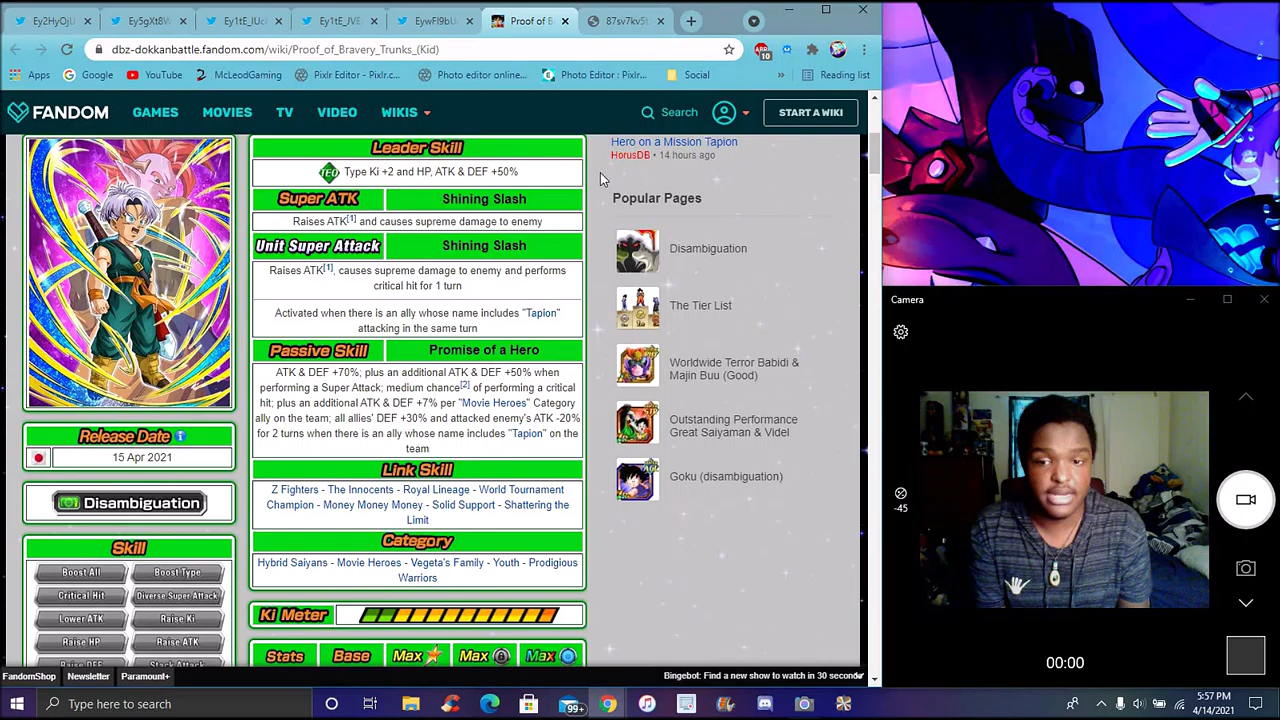 Ey2HyOjU
Ey5gXt8W
Ey1tE_IUc
Ey1tE_JVE
EywFl9bU
Proof of B
87sv7kv5t
dbz-dokkanbattle.fandom.com/wiki/Proof_of_Bravery_Trunks_(Kid)
10
Apps Google YouTube McLeodGaming Pixlr Editor - Pixlr.c... Photo editor online... Photo Editor : Pixlr... Social » Reading list
FANDOM GAMES MOVIES TV VIDEO WIKIS Search START A WIKI
Leader Skill
TEQ Type Ki +2 and HP, ATK & DEF +50%
Super ATK Shining Slash
Raises ATK[1] and causes supreme damage to enemy
Unit Super Attack Shining Slash
Raises ATK[1], causes supreme damage to enemy and performs
critical hit for 1 turn
Activated when there is an ally whose name includes "Tapion"
attacking in the same turn
Passive Skill Promise of a Hero
ATK & DEF +70%; plus an additional ATK & DEF +50% when
performing a Super Attack; medium chance[2] of performing a critical
hit; plus an additional ATK & DEF +7% per "Movie Heroes" Category
ally on the team; all allies' DEF +30% and attacked enemy's ATK -20%
for 2 turns when there is an ally whose name includes "Tapion" on the
team
Link Skill
Z Fighters - The Innocents - Royal Lineage - World Tournament
Champion - Money Money Money - Solid Support - Shattering the
Limit
Category
Hybrid Saiyans - Movie Heroes - Vegeta's Family - Youth - Prodigious
Warriors
Ki Meter
Stats Base Max Max Max
Release Date
15 Apr 2021
Disambiguation
Skill
Boost All Boost Type
Critical Hit Diverse Super Attack
Lower ATK Raise Ki
Raise HP Raise ATK
Raise DEF Stack Attack
Hero on a Mission Tapion
HorusDB • 14 hours ago
Popular Pages
Disambiguation
The Tier List
Worldwide Terror Babidi &
Majin Buu (Good)
Outstanding Performance
Great Saiyaman & Videl
Goku (disambiguation)
FandomShop Newsletter Paramount+ Bingebot: Find a new show to watch in 30 seconds
Camera
-45
00:00
Type here to search
99+
5:57 PM
4/14/2021